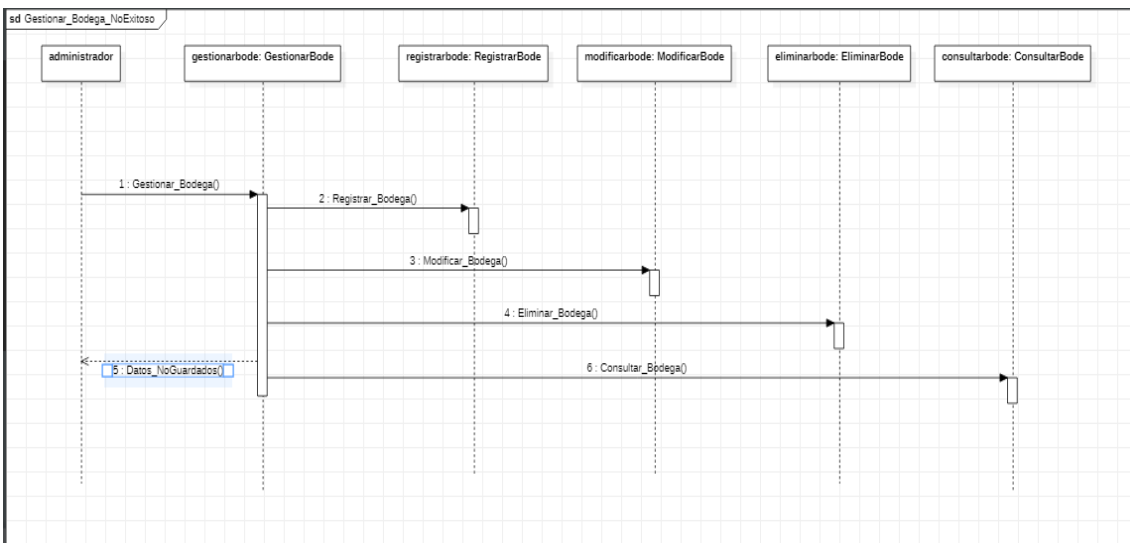 sd Gestionar_Bodega_NoExitoso
administrador
gestionarbode: GestionarBode
registrarbode: RegistrarBode
modificarbode: ModificarBode
eliminarbode: EliminarBode
consultarbode: ConsultarBode
1 : Gestionar_Bodega()
2 : Registrar_Bodega()
3 : Modificar_Bodega()
4 : Eliminar_Bodega()
5 : Datos_NoGuardados()
6 : Consultar_Bodega()